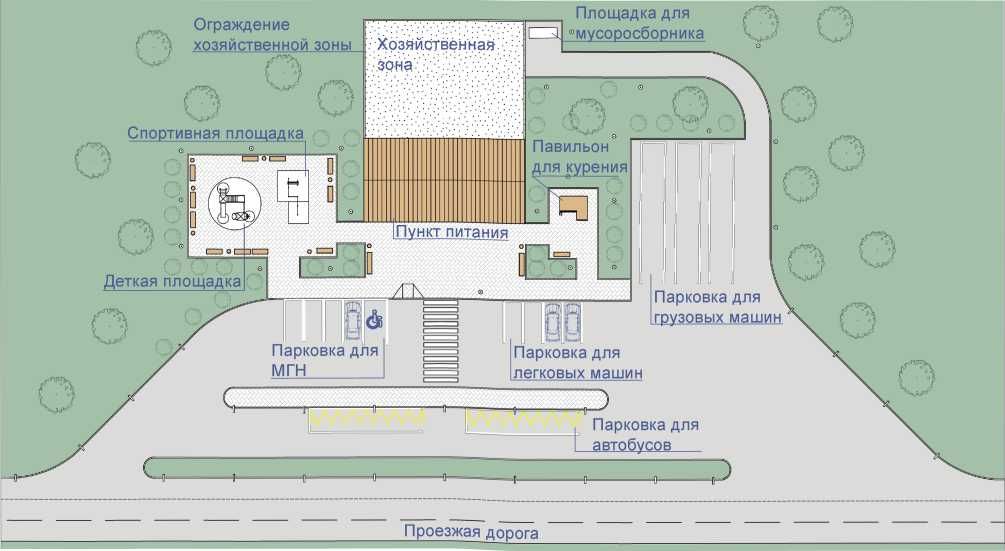 Ограждение
хозяйственной зоны
Хозяйственная
зона
Площадка для
мусоросборника
Спортивная площадка
Павильон
для курения
Пункт питания
Деткая площадка
Парковка для
грузовых машин
Парковка для
МГН
Парковка для
легковых машин
Парковка для
автобусов
Проезжая дорога